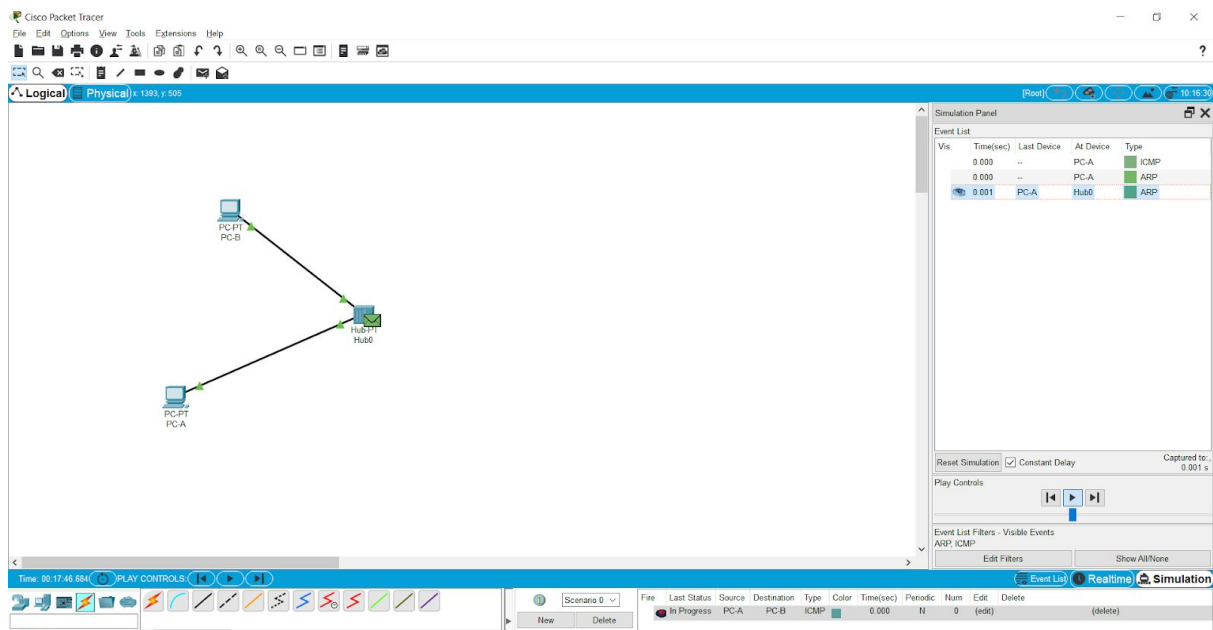 Cisco Packet Tracer
File Edit Options View Tools Extensions Help
?
Logical Physical x: 1393, y: 505 [Root] 10:16:30
Simulation Panel
Event List
Vis. Time(sec) Last Device At Device Type
0.000 -- PC-A ICMP
0.000 -- PC-A ARP
0.001 PC-A Hub0 ARP
PC-PT
PC-B
Hub-PT
Hub0
PC-PT
PC-A
Reset Simulation Constant Delay Captured to:
0.001 s
Play Controls
Event List Filters - Visible Events
ARP, ICMP
Edit Filters Show All/None
Time: 00:17:46.684 PLAY CONTROLS: Event List Realtime Simulation
Scenario 0
New Delete
Fire Last Status Source Destination Type Color Time(sec) Periodic Num Edit Delete
In Progress PC-A PC-B ICMP 0.000 N 0 (edit) (delete)